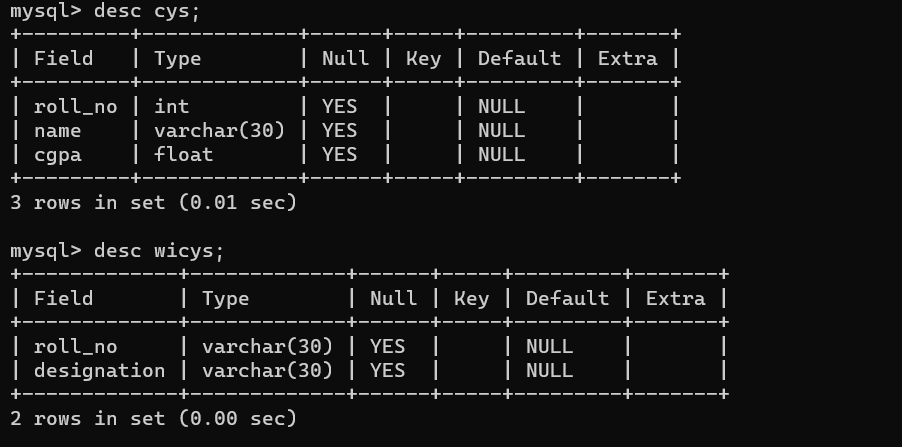 mysql> desc cys;
+---------+-------------+------+-----+---------+-------+
| Field   | Type        | Null | Key | Default | Extra |
+---------+-------------+------+-----+---------+-------+
| roll_no | int         | YES  |     | NULL    |       |
| name    | varchar(30) | YES  |     | NULL    |       |
| cgpa    | float       | YES  |     | NULL    |       |
+---------+-------------+------+-----+---------+-------+
3 rows in set (0.01 sec)

mysql> desc wicys;
+-------------+-------------+------+-----+---------+-------+
| Field       | Type        | Null | Key | Default | Extra |
+-------------+-------------+------+-----+---------+-------+
| roll_no     | varchar(30) | YES  |     | NULL    |       |
| designation | varchar(30) | YES  |     | NULL    |       |
+-------------+-------------+------+-----+---------+-------+
2 rows in set (0.00 sec)